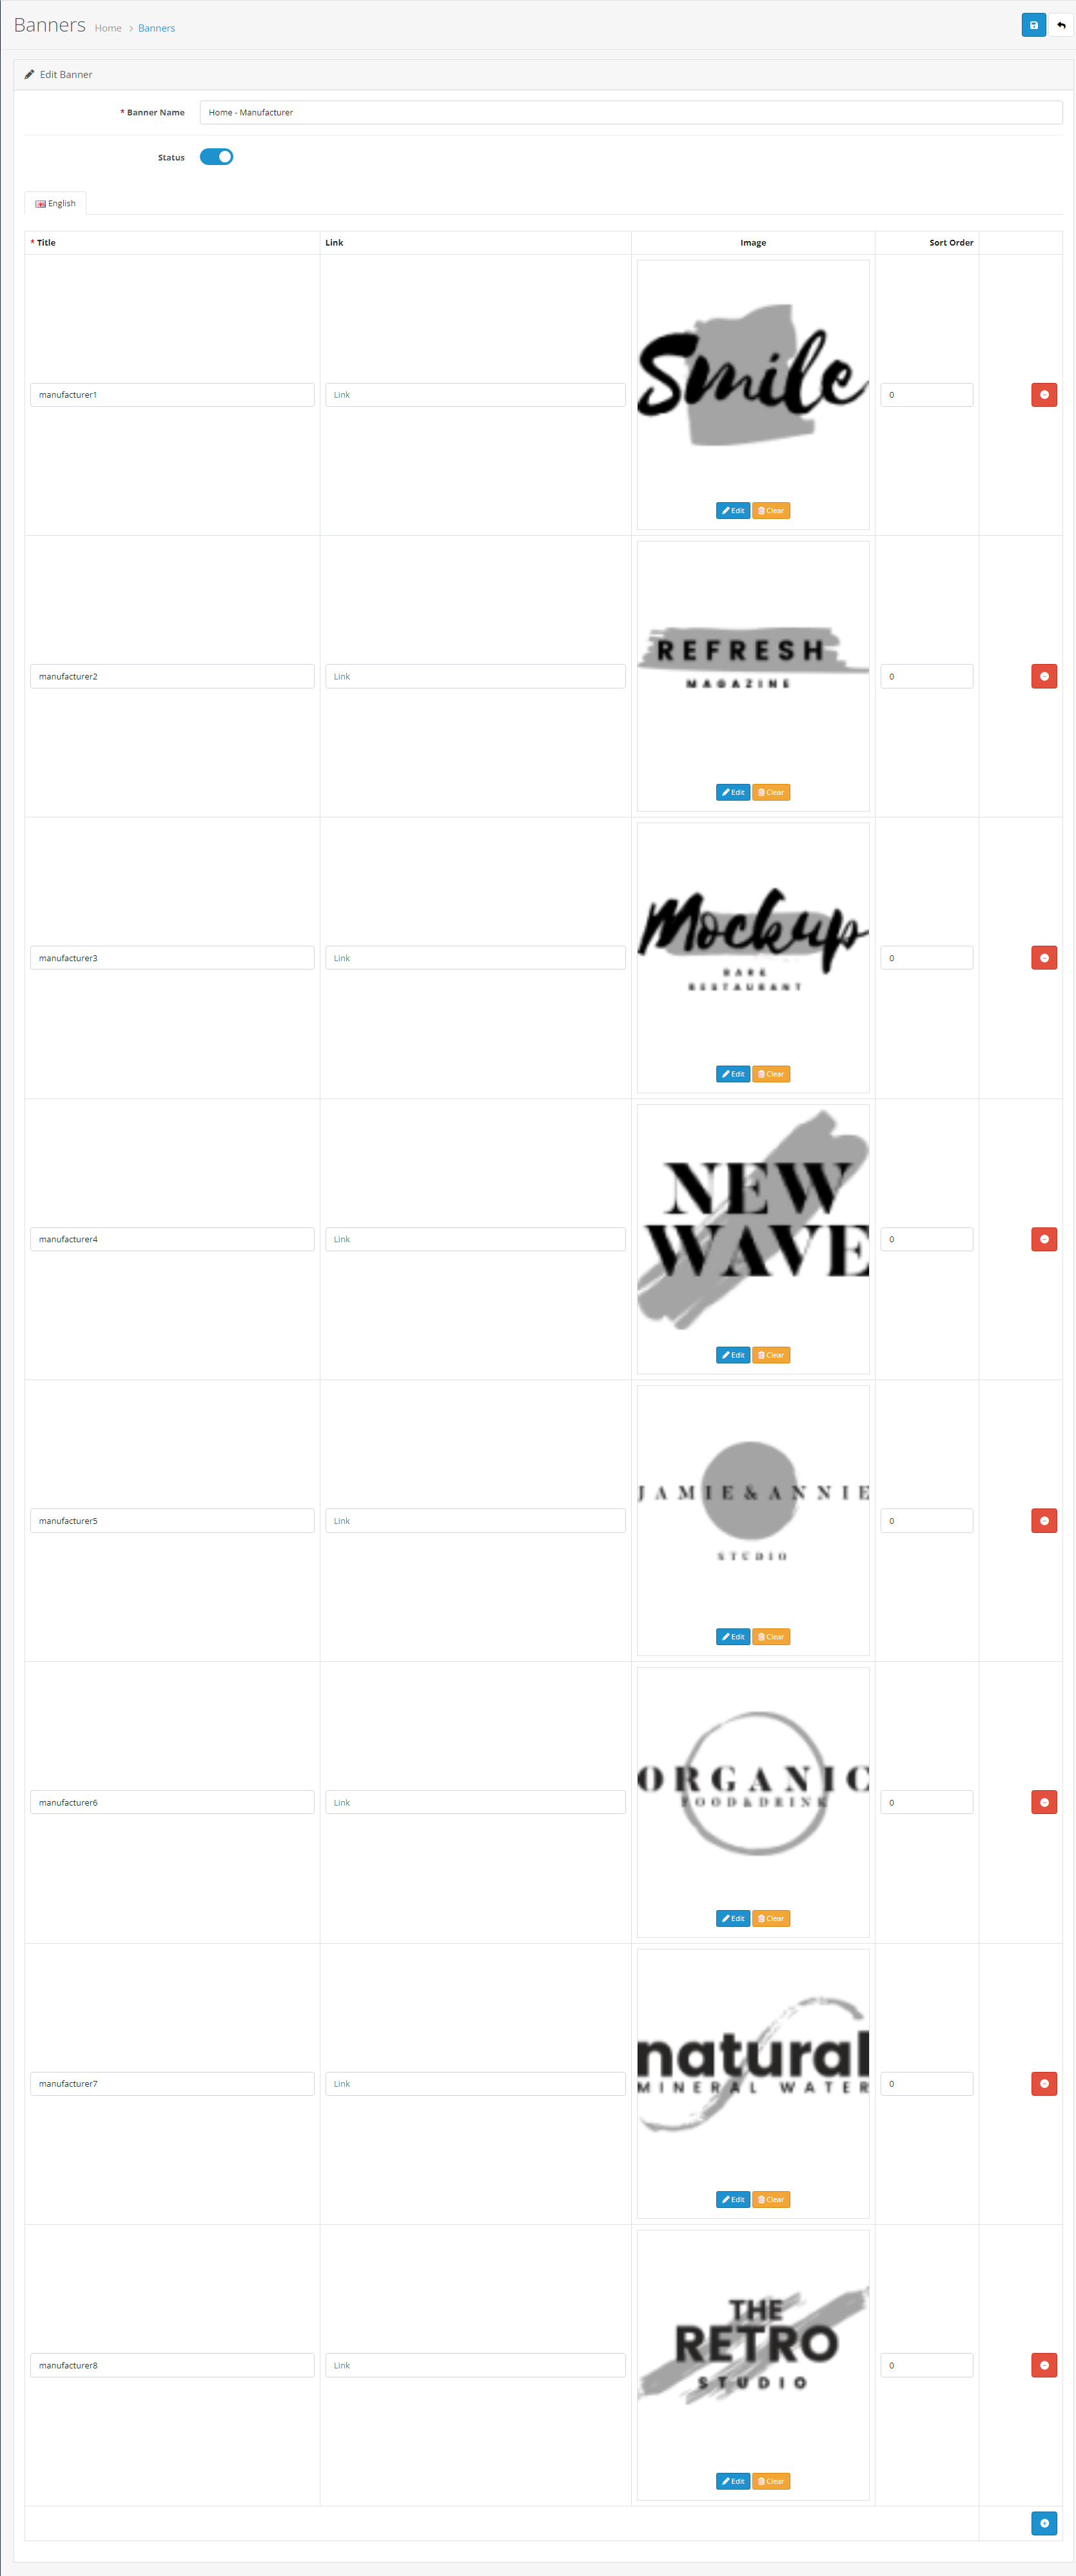 Banners Home > Banners
Edit Banner
* Banner Name Home - Manufacturer
Status
English
* Title Link Image Sort Order
Smile
manufacturer1 Link 0
Edit Clear
REFRESH
MAGAZINE
manufacturer2 Link 0
Edit Clear
Mockup
manufacturer3 Link 0
BARE
RESTAURANT
Edit Clear
NEW
WAVE
manufacturer4 Link 0
Edit Clear
JAMIE & ANNIE
manufacturer5 Link 0
STUDIO
Edit Clear
ORGANIC
FOOD & DRINK
manufacturer6 Link 0
Edit Clear
natural
MINERAL WATER
manufacturer7 Link 0
Edit Clear
THE
RETRO
manufacturer8 Link 0
STUDIO
Edit Clear